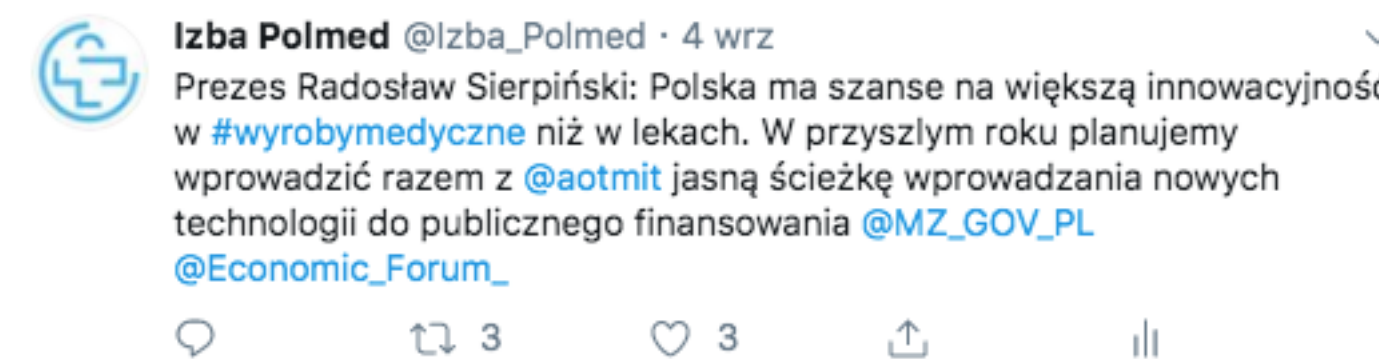 Izba Polmed @Izba_Polmed · 4 wrz
Prezes Radosław Sierpiński: Polska ma szanse na większą innowacyjność
w #wyrobymedyczne niż w lekach. W przyszlym roku planujemy
wprowadzić razem z @aotmit jasną ścieżkę wprowadzania nowych
technologii do publicznego finansowania @MZ_GOV_PL
@Economic_Forum_
3 3